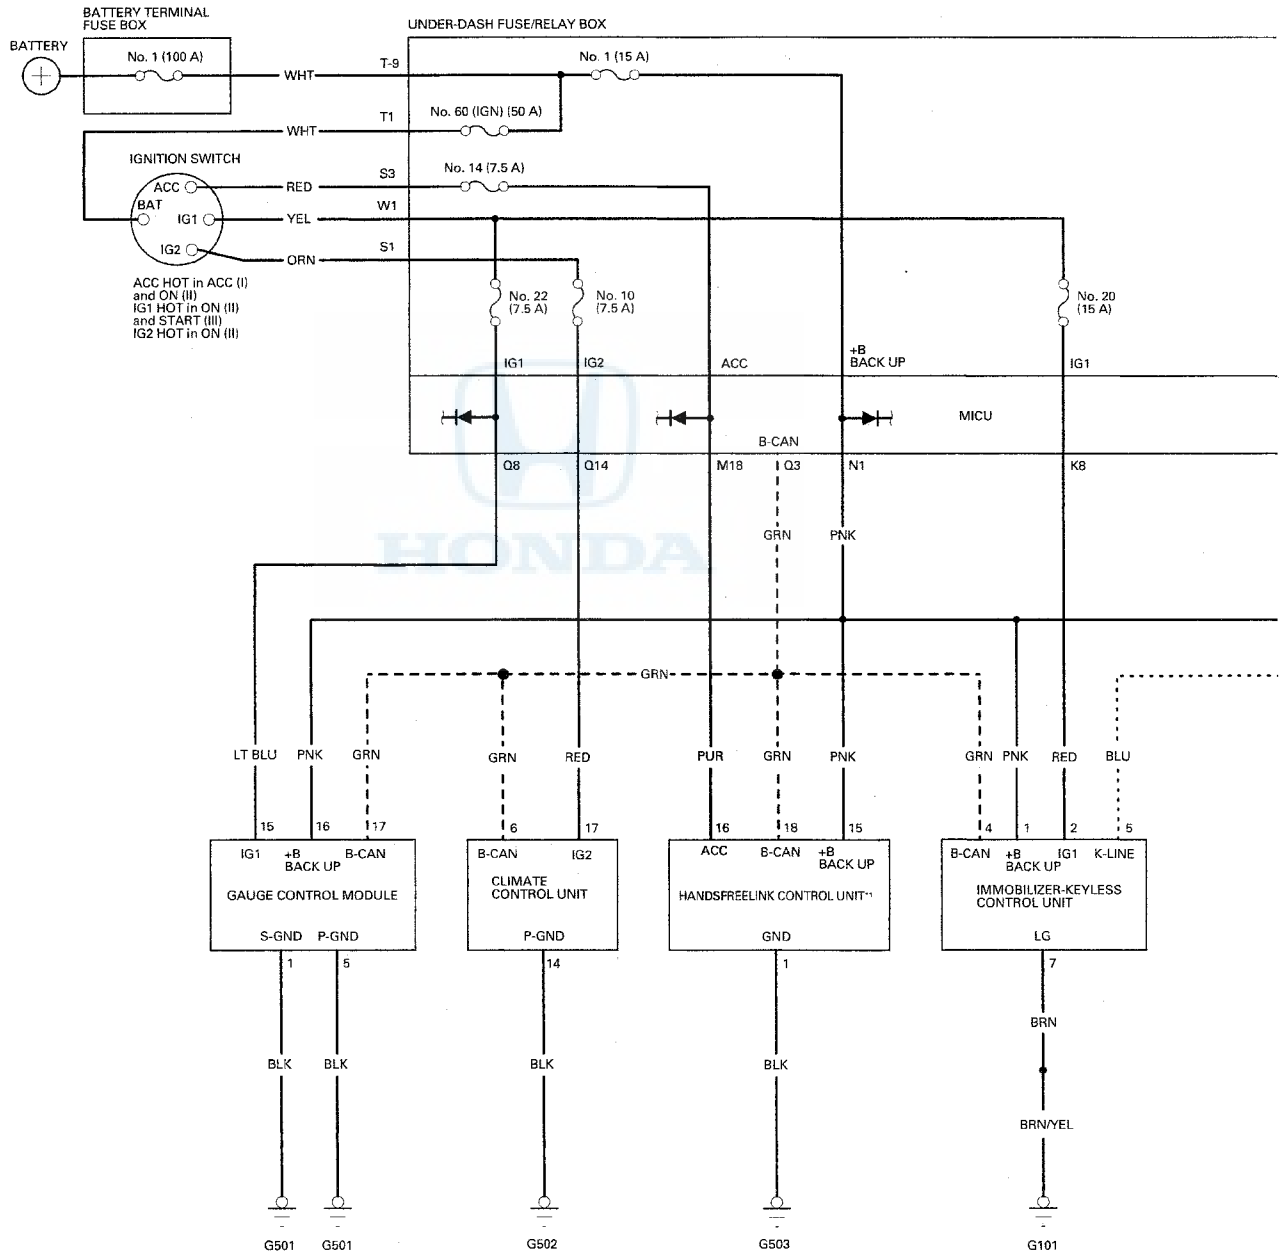 BATTERY TERMINAL
FUSE BOX
UNDER-DASH FUSE/RELAY BOX
BATTERY
No. 1 (100 A)
WHT
T-9
No. 1 (15 A)
WHT
T1
No. 60 (IGN) (50 A)
IGNITION SWITCH
ACC
RED
S3
No. 14 (7.5 A)
BAT
IG1
YEL
W1
IG2
ORN
S1
ACC HOT in ACC (I)
and ON (II)
IG1 HOT in ON (II)
and START (III)
IG2 HOT in ON (II)
No. 22
(7.5 A)
No. 10
(7.5 A)
No. 20
(15 A)
IG1
IG2
ACC
+B
BACK UP
IG1
MICU
B-CAN
Q8
Q14
M18
Q3
N1
K8
GRN
PNK
HONDA
GRN
LT BLU
PNK
GRN
GRN
RED
PUR
GRN
PNK
GRN
PNK
RED
BLU
15
16
17
6
17
16
18
15
4
1
2
5
IG1
+B
BACK UP
B-CAN
GAUGE CONTROL MODULE
S-GND
P-GND
B-CAN
IG2
CLIMATE
CONTROL UNIT
P-GND
ACC
B-CAN
+B
BACK UP
HANDSFREELINK CONTROL UNIT*1
GND
B-CAN
+B
BACK UP
IG1
K-LINE
IMMOBILIZER-KEYLESS
CONTROL UNIT
LG
1
5
14
1
7
BRN
BLK
BLK
BLK
BLK
BRN/YEL
G501
G501
G502
G503
G101